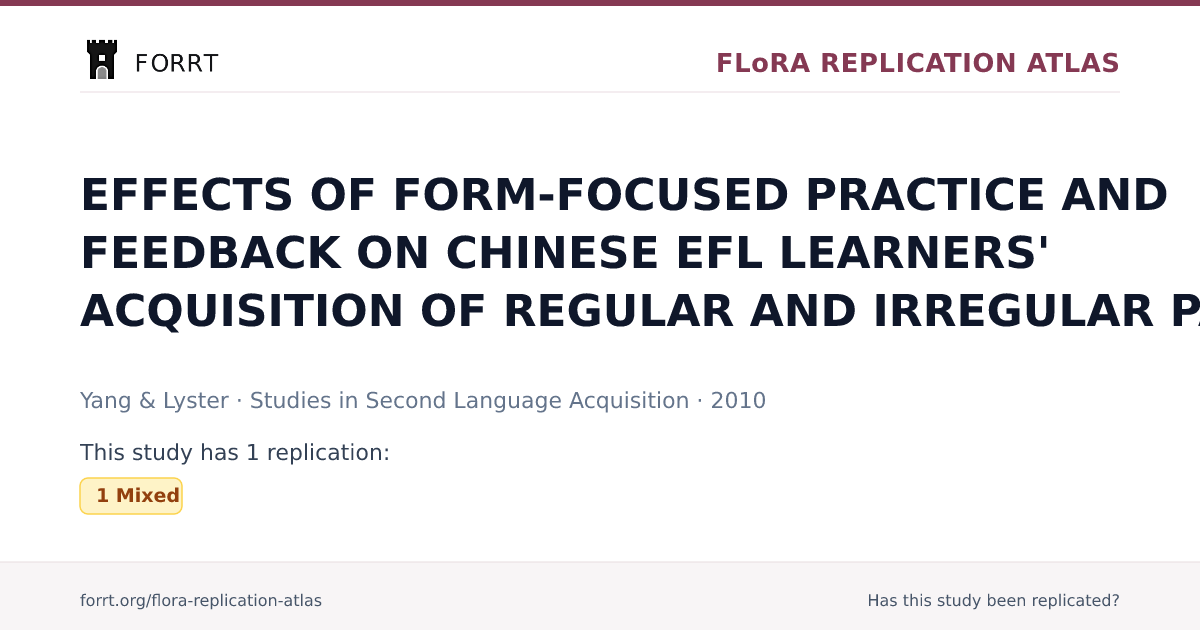 FORRT
FLoRA REPLICATION ATLAS
EFFECTS OF FORM-FOCUSED PRACTICE AND
FEEDBACK ON CHINESE EFL LEARNERS'
ACQUISITION OF REGULAR AND IRREGULAR
Yang & Lyster · Studies in Second Language Acquisition · 2010
This study has 1 replication:
1 Mixed
forrt.org/flora-replication-atlas
Has this study been replicated?